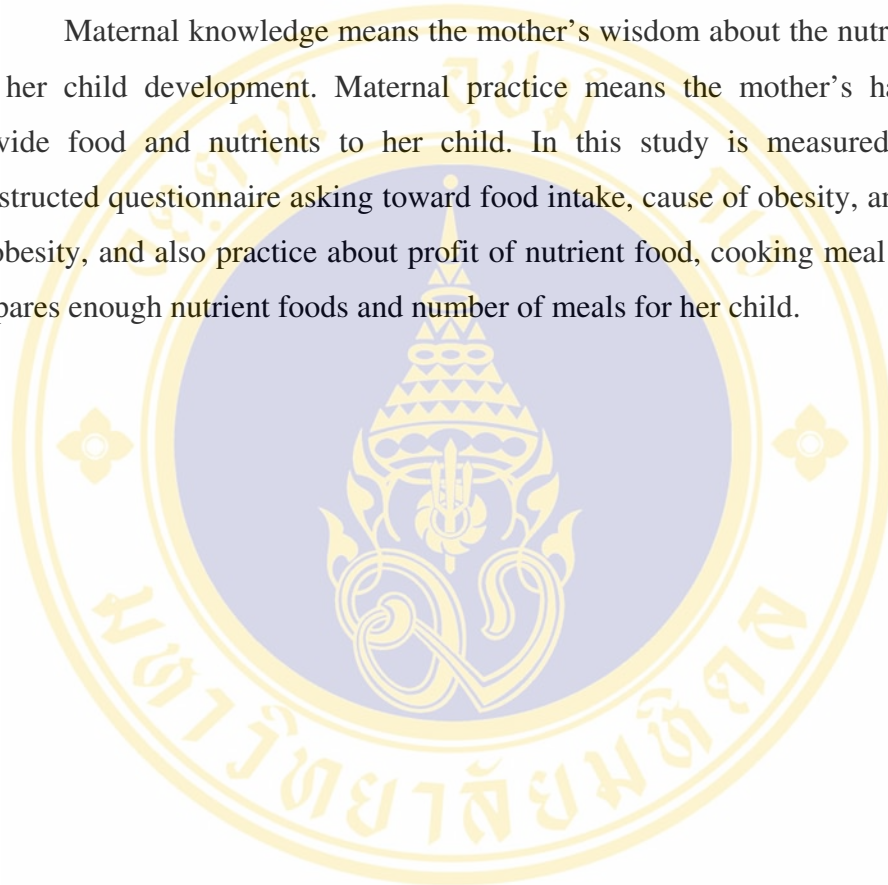 Maternal knowledge means the mother’s wisdom about the nutr
her child development. Maternal practice means the mother’s ha
vide food and nutrients to her child. In this study is measured
structed questionnaire asking toward food intake, cause of obesity, an
obesity, and also practice about profit of nutrient food, cooking meal
pares enough nutrient foods and number of meals for her child.
มหาวิทยาลัยมหิดล